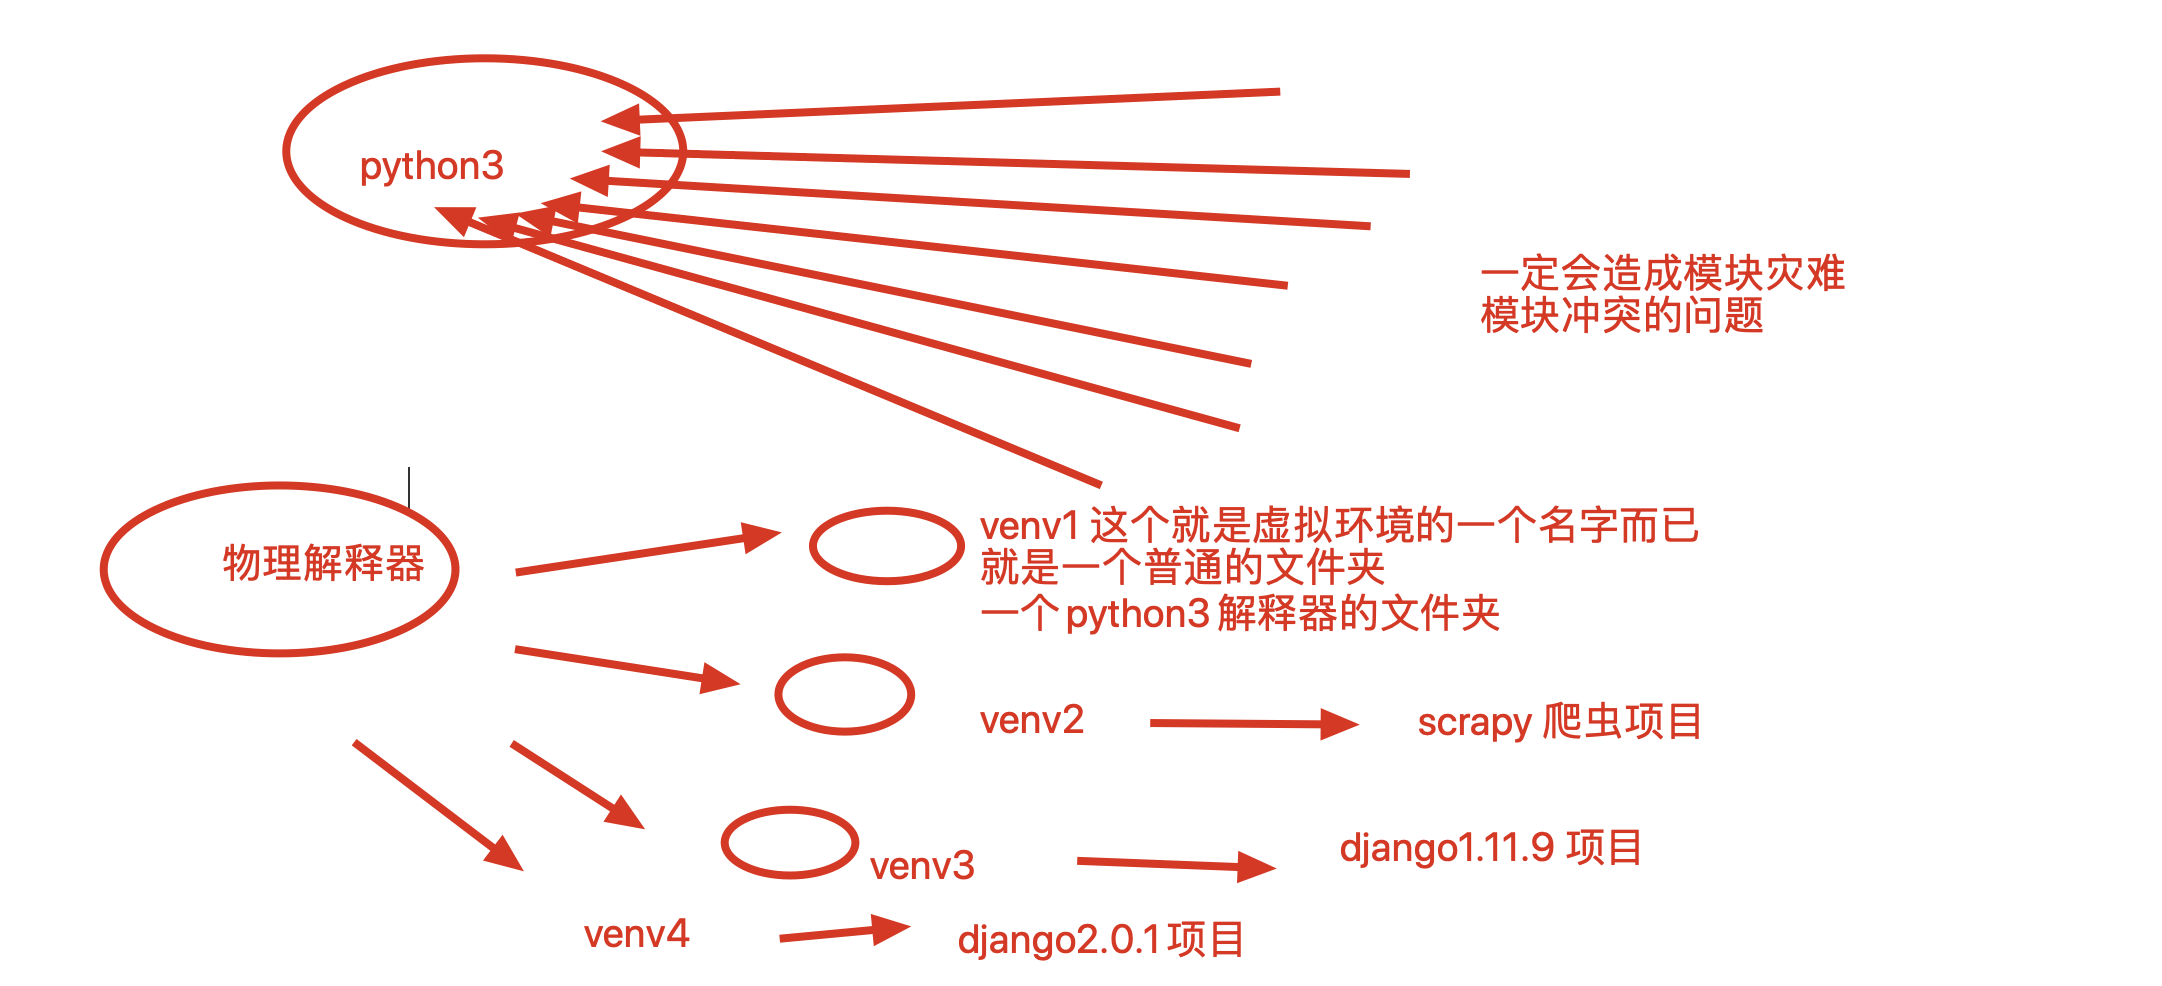 python3
一定会造成模块灾难
模块冲突的问题
物理解释器
venv1 这个就是虚拟环境的一个名字而已
就是一个普通的文件夹
一个python3 解释器的文件夹
venv2
scrapy 爬虫项目
venv3
django1.11.9 项目
venv4
django2.0.1项目